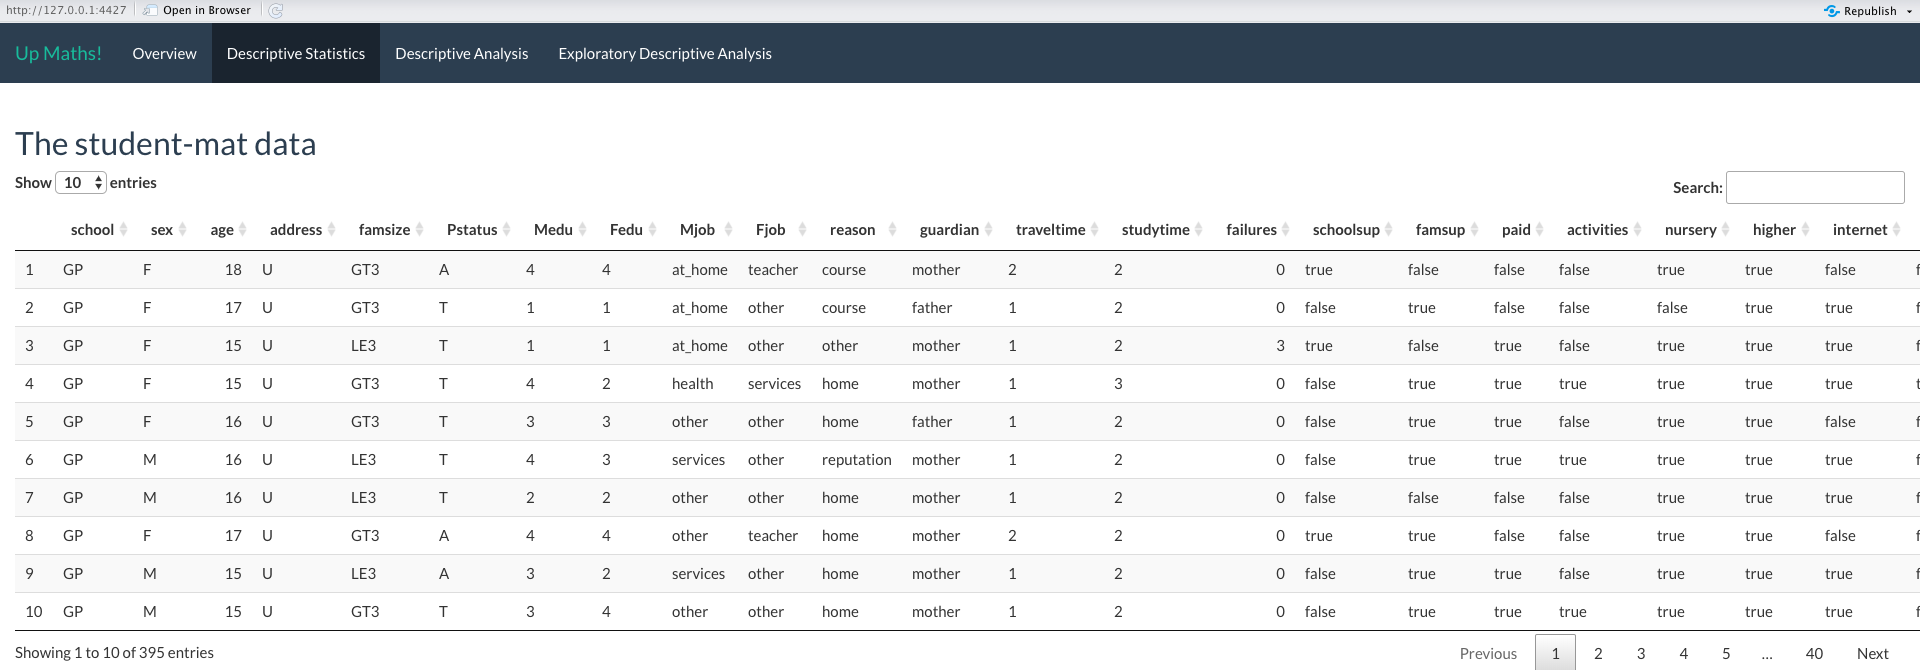 http://127.0.0.1:4427 Open in Browser Republish
Up Maths! Overview Descriptive Statistics Descriptive Analysis Exploratory Descriptive Analysis
The student-mat data
Show 10 entries
Search:
school sex age address famsize Pstatus Medu Fedu Mjob Fjob reason guardian traveltime studytime failures schoolsup famsup paid activities nursery higher internet
1 GP F 18 U GT3 A 4 4 at_home teacher course mother 2 2 0 true false false false true true false
2 GP F 17 U GT3 T 1 1 at_home other course father 1 2 0 false true false false false true true
3 GP F 15 U LE3 T 1 1 at_home other other mother 1 2 3 true false true false true true true
4 GP F 15 U GT3 T 4 2 health services home mother 1 3 0 false true true true true true true
5 GP F 16 U GT3 T 3 3 other other home father 1 2 0 false true true false true true false
6 GP M 16 U LE3 T 4 3 services other reputation mother 1 2 0 false true true true true true true
7 GP M 16 U LE3 T 2 2 other other home mother 1 2 0 false false false false true true true
8 GP F 17 U GT3 A 4 4 other teacher home mother 2 2 0 true true false false true true false
9 GP M 15 U LE3 A 3 2 services other home mother 1 2 0 false true true false true true true
10 GP M 15 U GT3 T 3 4 other other home mother 1 2 0 false true true true true true true
Showing 1 to 10 of 395 entries
Previous 1 2 3 4 5 ... 40 Next